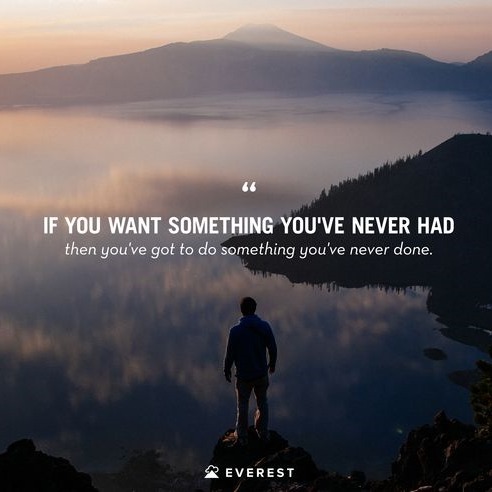 “
IF YOU WANT SOMETHING YOU'VE NEVER HAD
then you've got to do something you've never done.
EVEREST